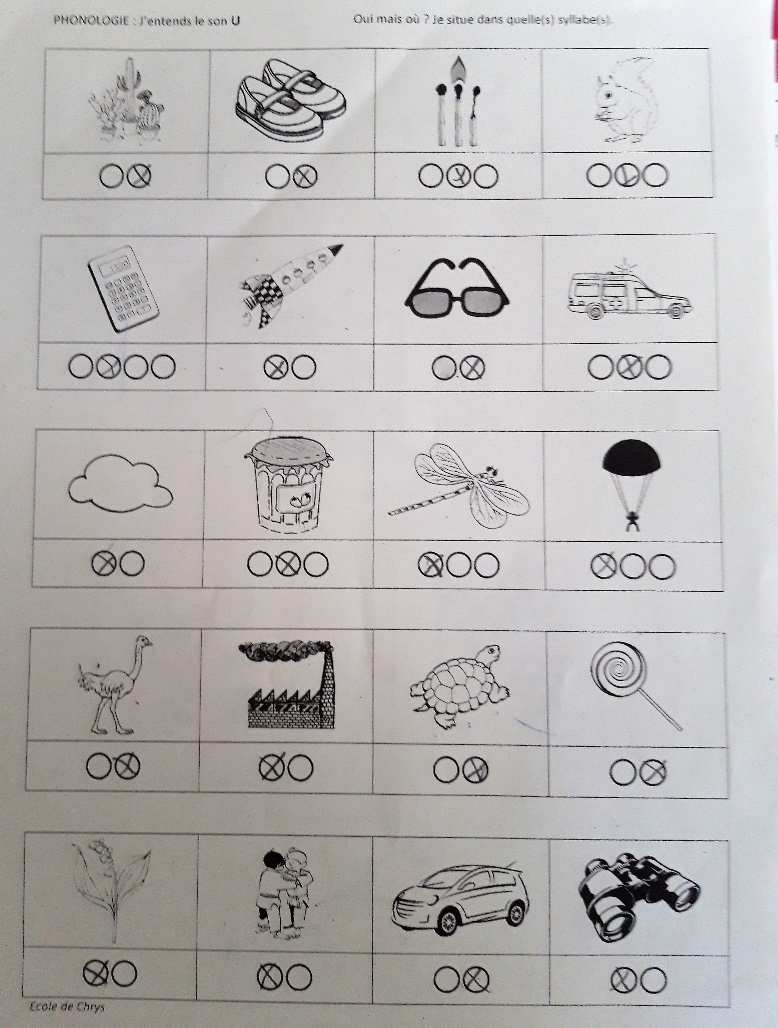 PHONOLOGIE : J'entends le son U
Oui mais où ? Je situe dans quelle(s) syllabe(s).
Ecole de Chrys